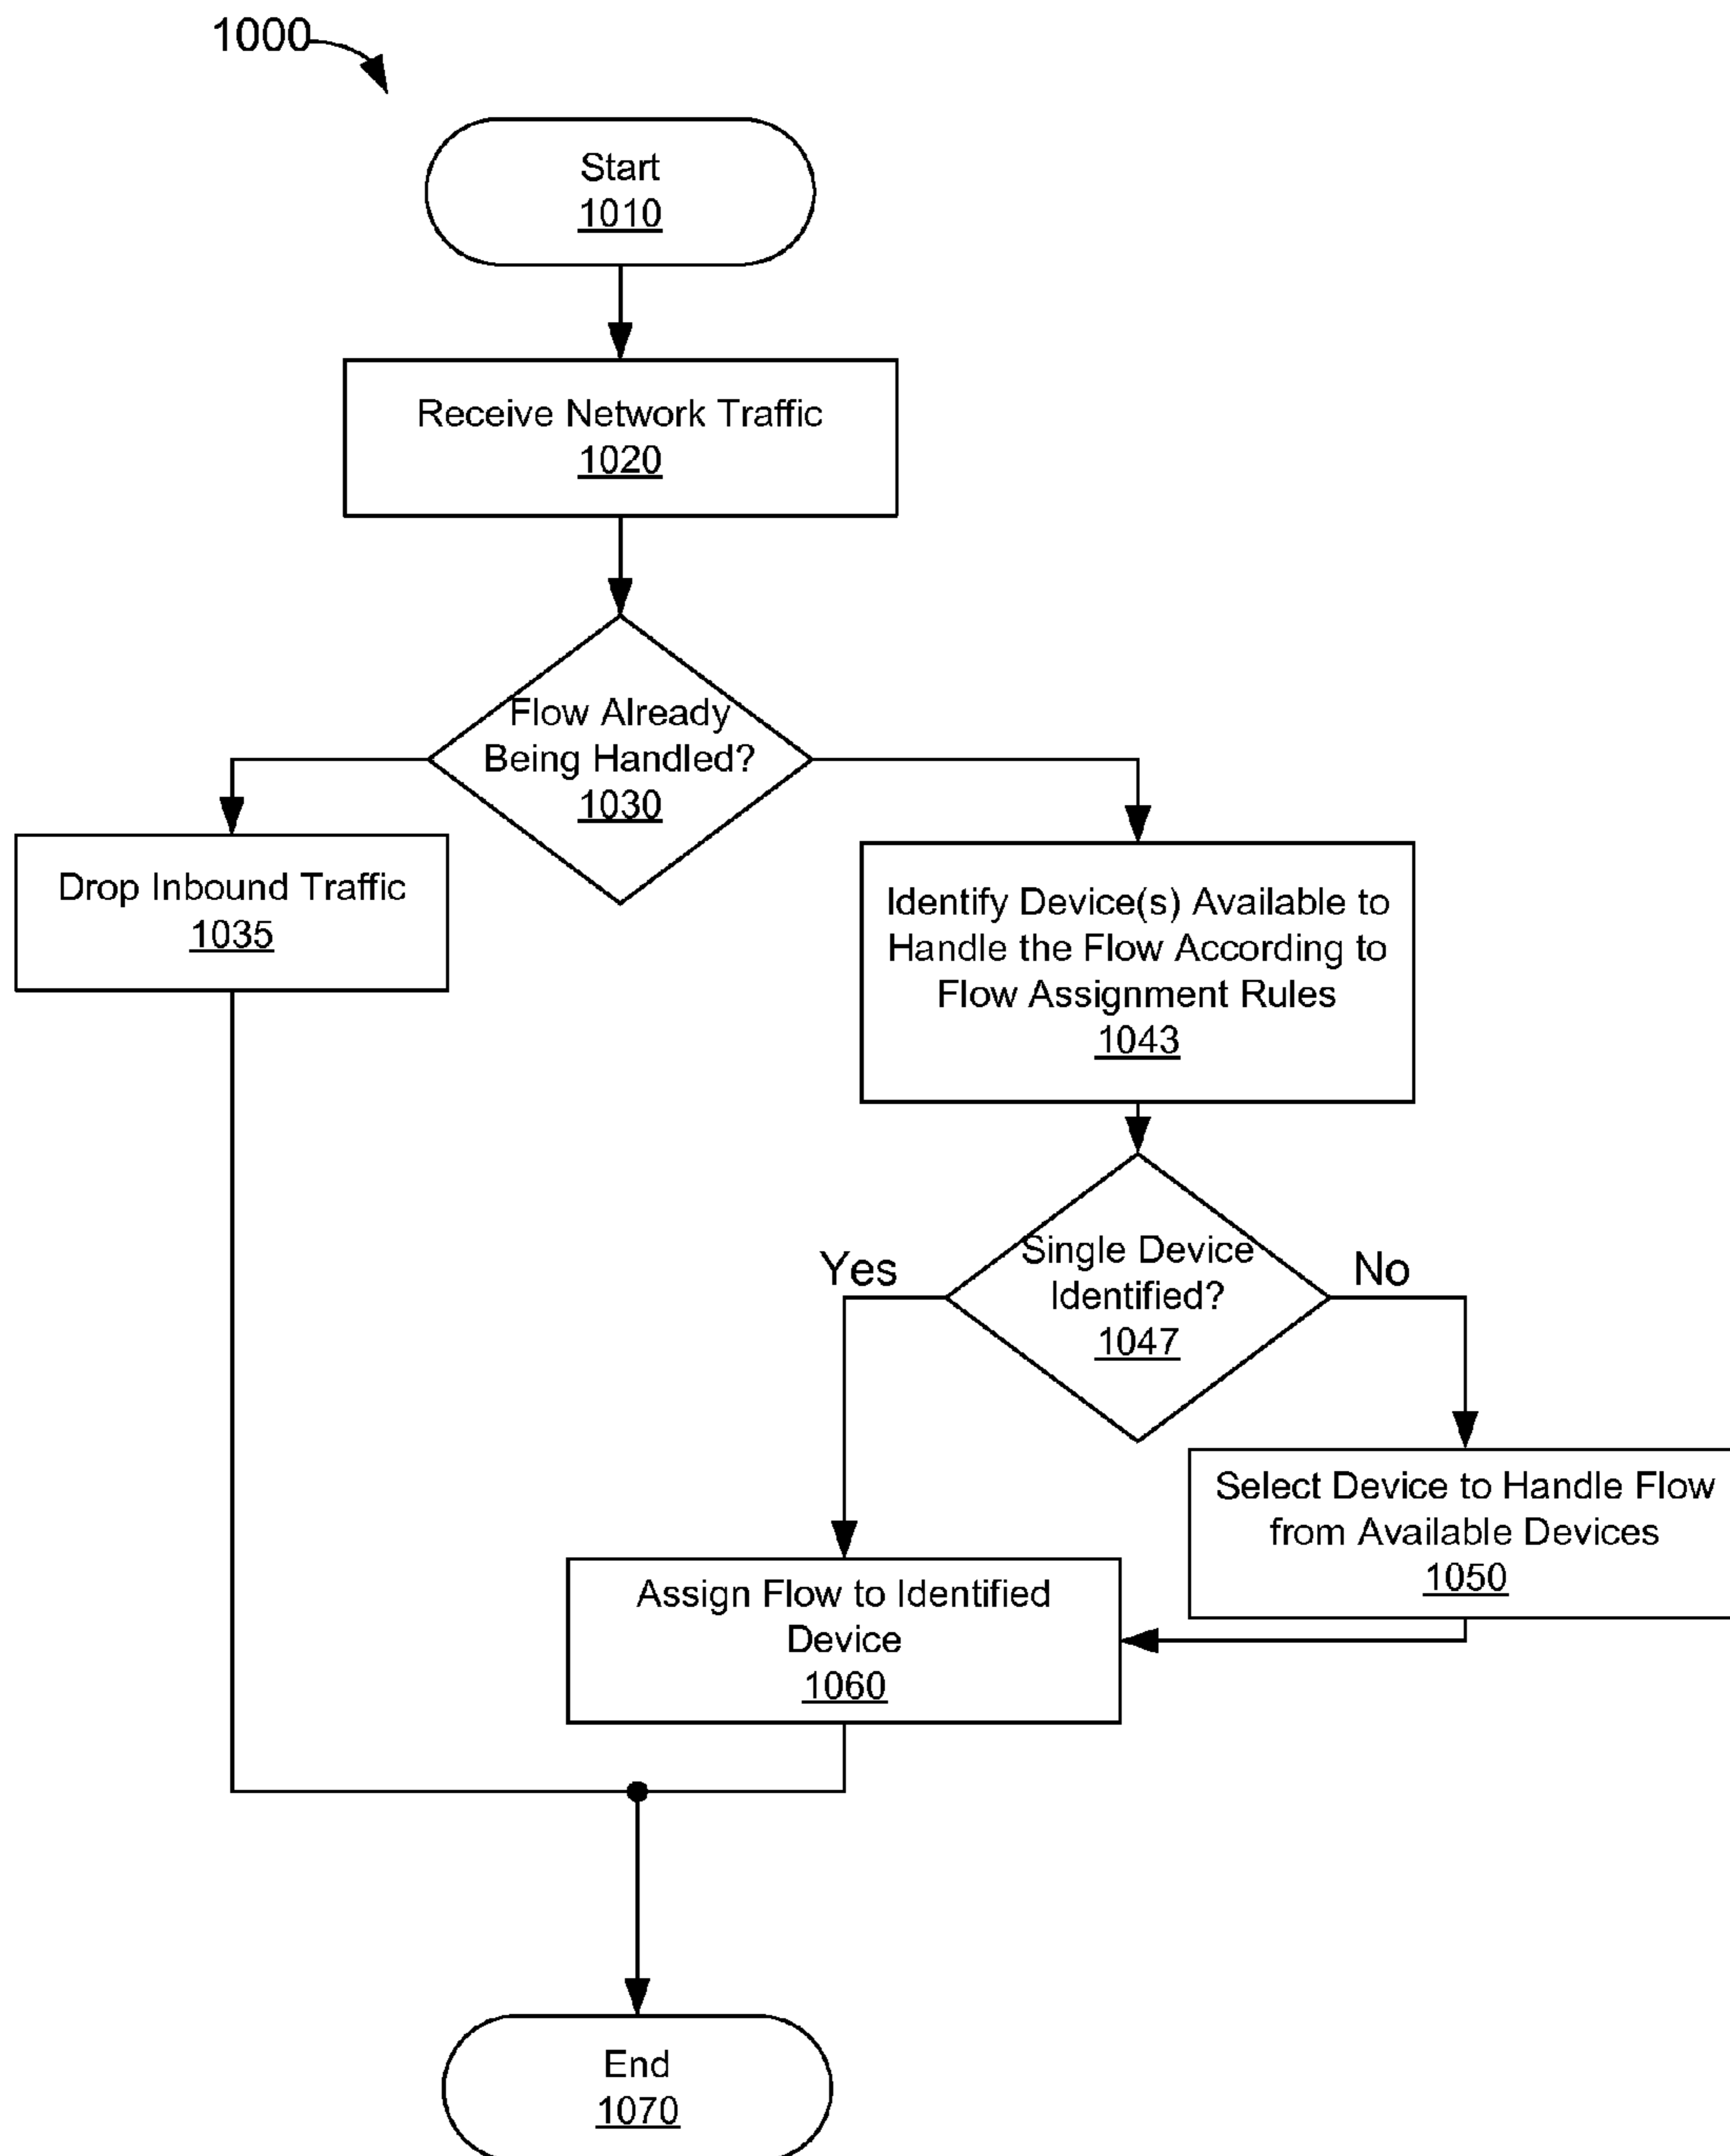 1000
Start
1010
Receive Network Traffic
1020
Flow Already
Being Handled?
1030
Drop Inbound Traffic
1035
Identify Device(s) Available to
Handle the Flow According to
Flow Assignment Rules
1043
Yes
Single Device
Identified?
1047
No
Select Device to Handle Flow
from Available Devices
1050
Assign Flow to Identified
Device
1060
End
1070